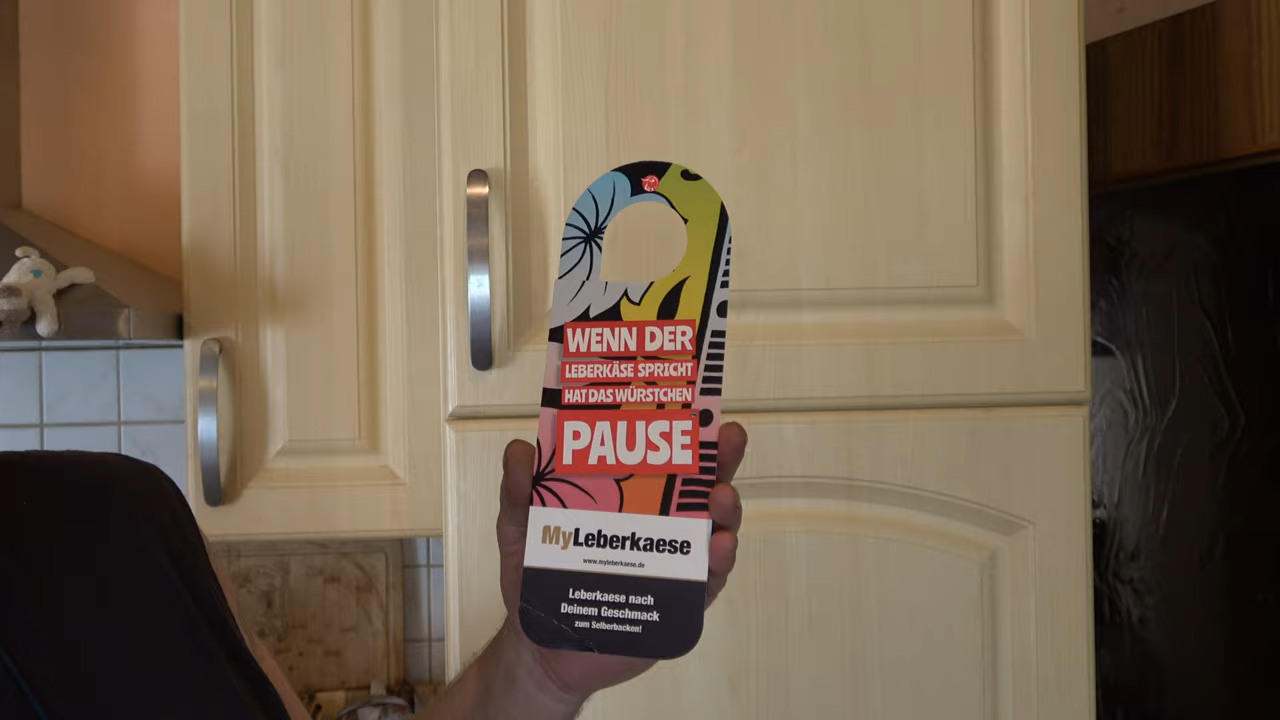 WENN DER
LEBERKÄSE SPRICHT
HAT DAS WÜRSTCHEN
PAUSE
MyLeberkaese
www.myleberkaese.de
Leberkaese nach
Deinem Geschmack
zum Selberbacken!